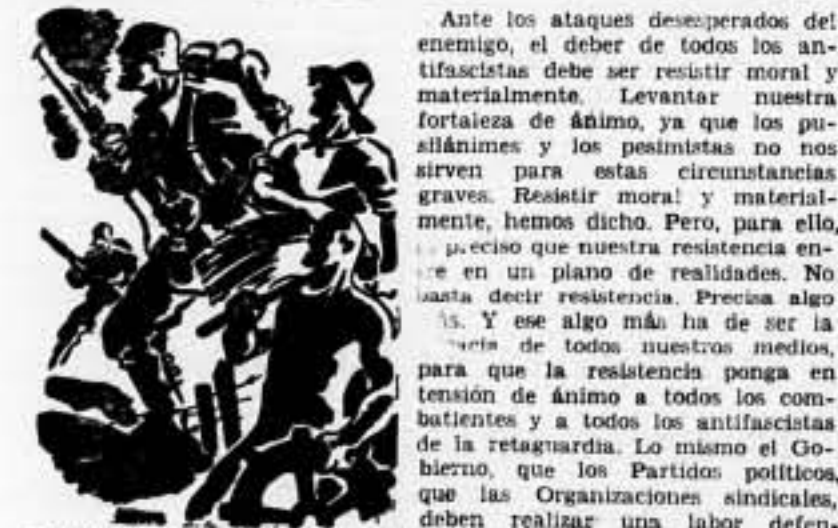 Ante los ataques desesperados del
enemigo, el deber de todos los an-
tifascistas debe ser resistir moral y
materialmente. Levantar nuestra
fortaleza de ánimo, ya que los pu-
silánimes y los pesimistas no nos
sirven para estas circunstancias
graves. Resistir moral y material-
mente, hemos dicho. Pero, para ello,
preciso que nuestra resistencia en-
en un plano de realidades. No
basta decir resistencia. Precisa algo
Y ese algo más ha de ser la
de todos nuestros medios,
para que la resistencia ponga en
tensión de ánimo a todos los com-
batientes y a todos los antifascistas
de la retaguardia. Lo mismo el Go-
bierno, que los Partidos políticos,
que las Organizaciones sindicales,
deben realizar una labor defen-